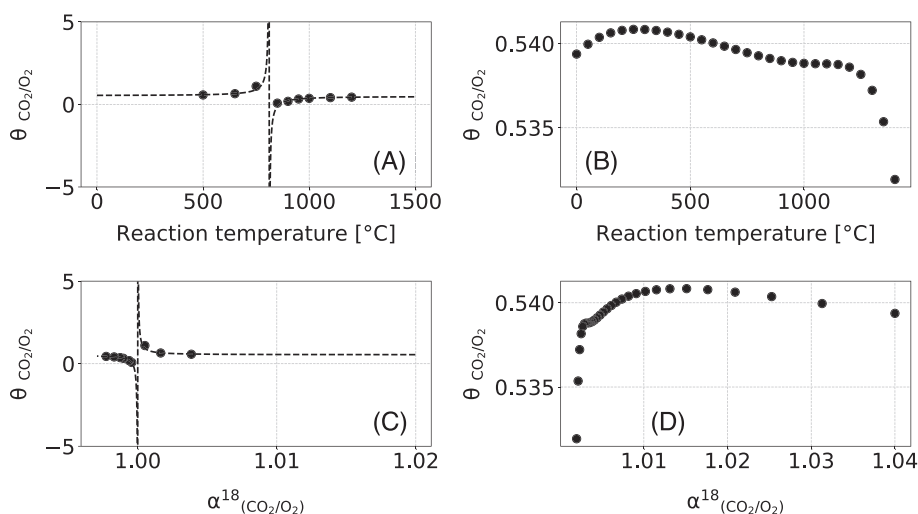 5
0
−5
θ CO₂/O₂
(A)
0 500 1000 1500
Reaction temperature [°C]
0.540
0.535
θ CO₂/O₂
(B)
0 500 1000
Reaction temperature [°C]
5
0
−5
θ CO₂/O₂
(C)
1.00 1.01 1.02
α¹⁸(CO₂/O₂)
0.540
0.535
θ CO₂/O₂
(D)
1.01 1.02 1.03 1.04
α¹⁸(CO₂/O₂)